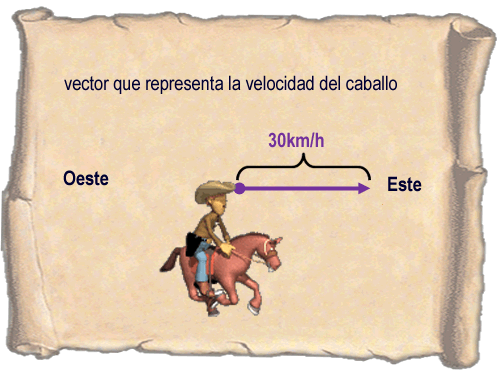 vector que representa la velocidad del caballo
30km/h
Oeste
Este